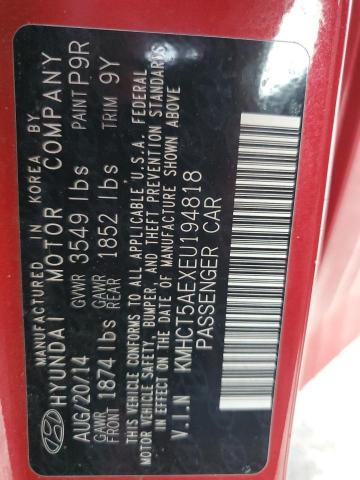 MANUFACTURED IN KOREA BY
HYUNDAI MOTOR COMPANY
AUG/20/14 GVWR 3549 lbs PAINT P9R
GAWR FRONT 1874 lbs GAWR REAR 1852 lbs TRIM 9Y
THIS VEHICLE CONFORMS TO ALL APPLICABLE U.S.A. FEDERAL
MOTOR VEHICLE SAFETY, BUMPER, AND THEFT PREVENTION STANDARDS
IN EFFECT ON THE DATE OF MANUFACTURE SHOWN ABOVE
V.I.N KMHCT5AEXEU194818
PASSENGER CAR